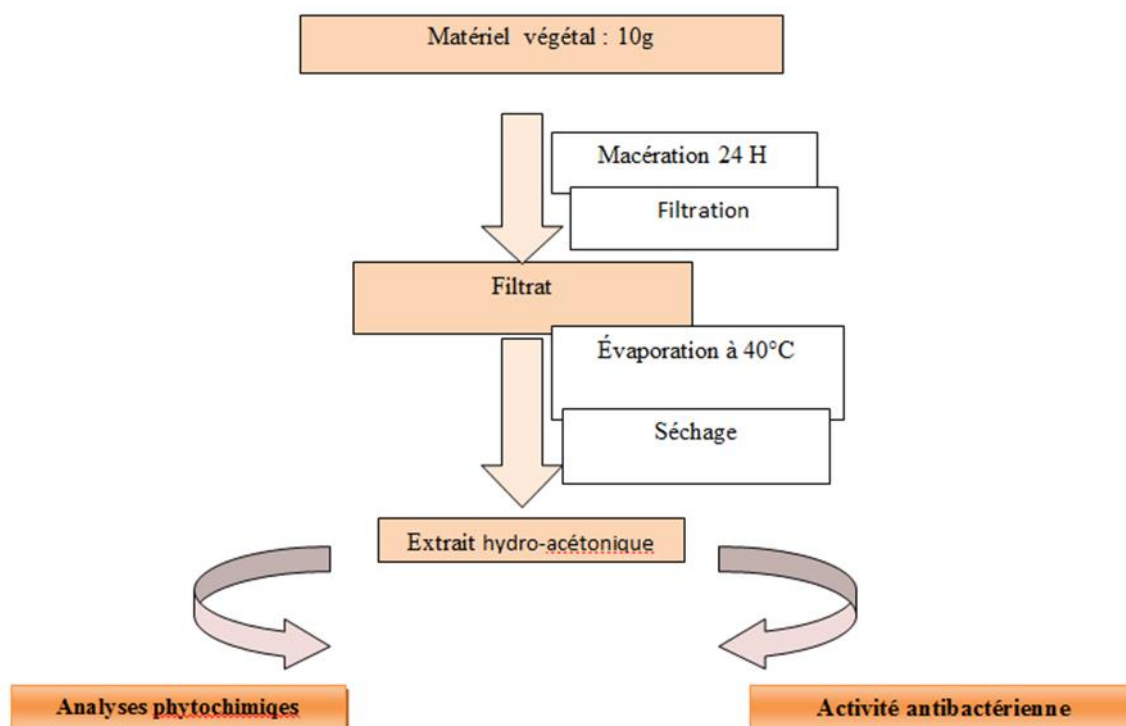 Matériel végétal : 10g
Macération 24 H
Filtration
Filtrat
Évaporation à 40°C
Séchage
Extrait hydro-acétonique
Analyses phytochimiqes
Activité antibactérienne